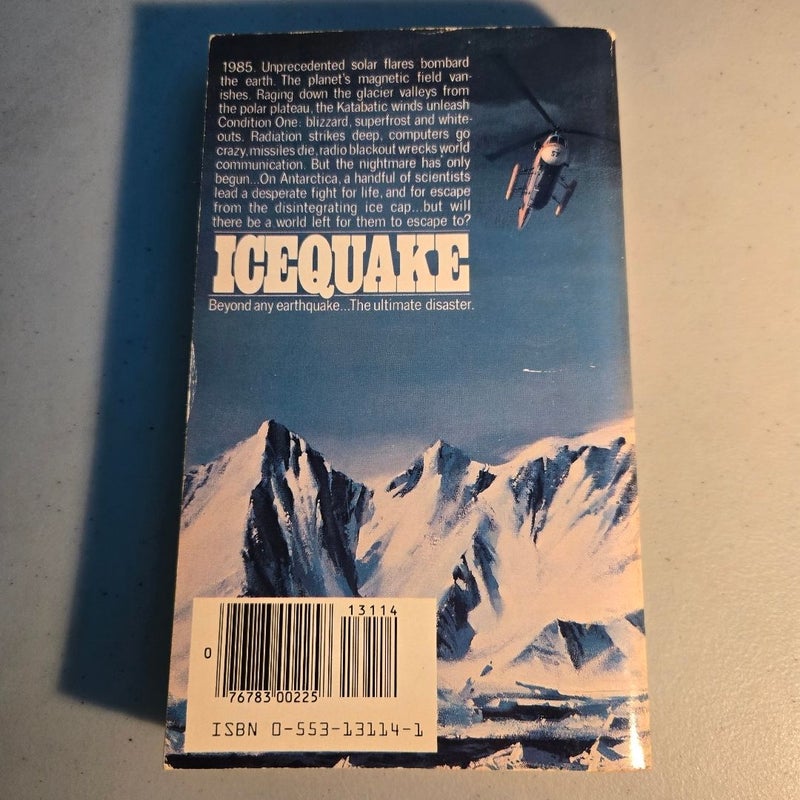 1985. Unprecedented solar flares bombard
the earth. The planet's magnetic field van-
ishes. Raging down the glacier valleys from
the polar plateau, the Katabatic winds unleash
Condition One: blizzard, superfrost and white-
outs. Radiation strikes deep, computers go
crazy, missiles die, radio blackout wrecks world
communication. But the nightmare has only
begun...On Antarctica, a handful of scientists
lead a desperate fight for life, and for escape
from the disintegrating ice cap...but will
there be a world left for them to escape to?
ICEQUAKE
Beyond any earthquake...The ultimate disaster.
13114
0
76783 00225
ISBN 0-553-13114-1